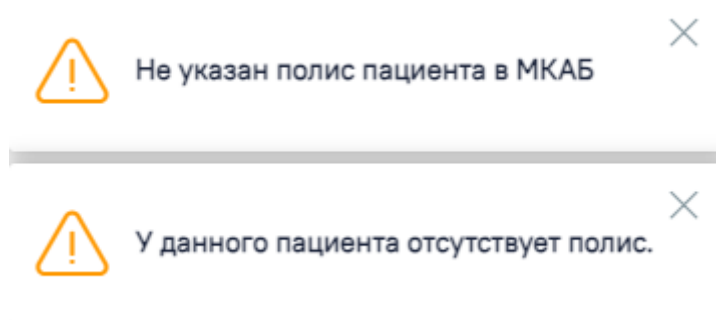 Не указан полис пациента в МКАБ
У данного пациента отсутствует полис.